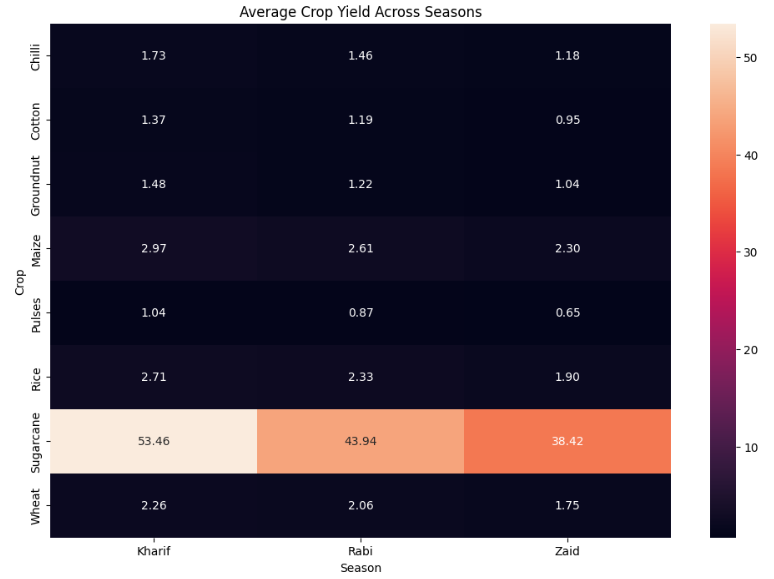 Average Crop Yield Across Seasons
Crop
Chilli 1.73 1.46 1.18
Cotton 1.37 1.19 0.95
Groundnut 1.48 1.22 1.04
Maize 2.97 2.61 2.30
Pulses 1.04 0.87 0.65
Rice 2.71 2.33 1.90
Sugarcane 53.46 43.94 38.42
Wheat 2.26 2.06 1.75
Kharif Rabi Zaid
Season
50
40
30
20
10